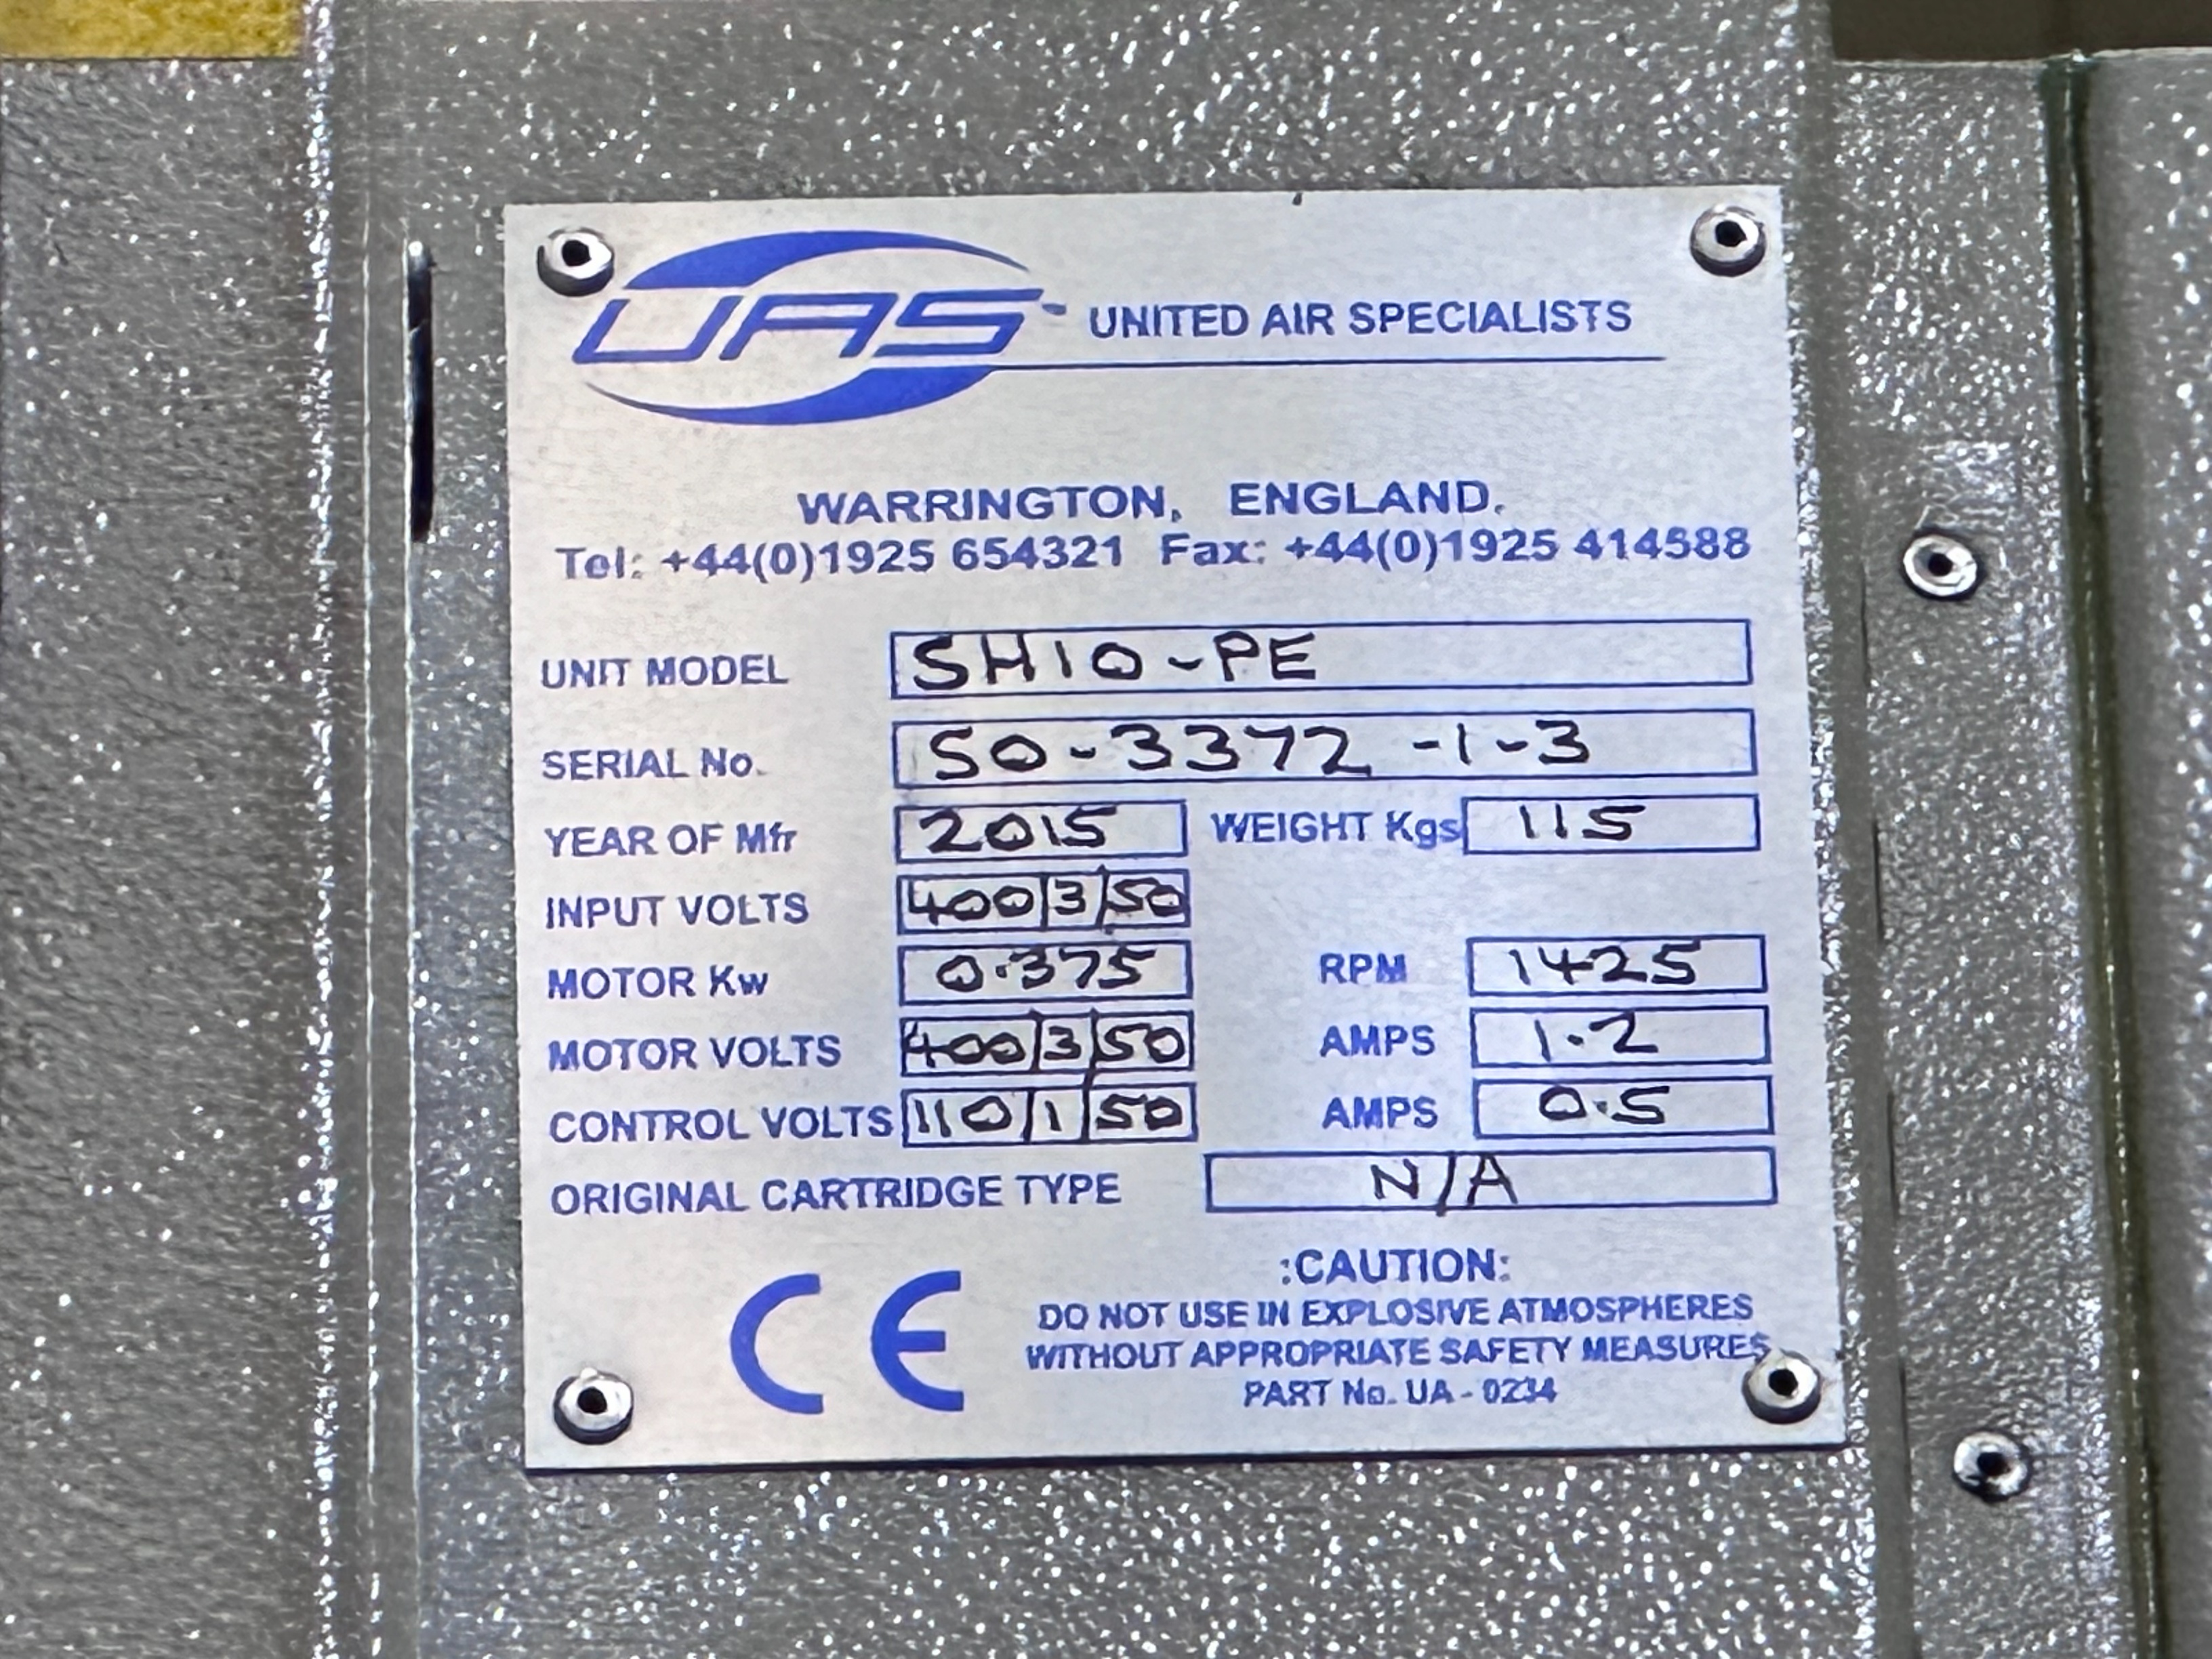 UAS UNITED AIR SPECIALISTS
WARRINGTON, ENGLAND.
Tel: +44(0)1925 654321 Fax: +44(0)1925 414588
UNIT MODEL SH10-PE
SERIAL No. SO-3372-1-3
YEAR OF Mfr 2015 WEIGHT Kgs 115
INPUT VOLTS 400/3/50
MOTOR Kw 0.375 RPM 1425
MOTOR VOLTS 400/3/50 AMPS 1.2
CONTROL VOLTS 110/1/50 AMPS 0.5
ORIGINAL CARTRIDGE TYPE N/A
CE
:CAUTION:
DO NOT USE IN EXPLOSIVE ATMOSPHERES
WITHOUT APPROPRIATE SAFETY MEASURES
PART No. UA - 0234